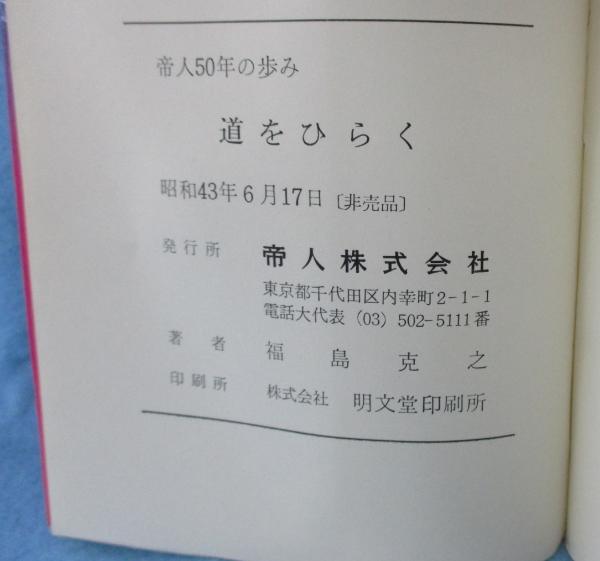 帝人50年の歩み
道をひらく
昭和43年6月17日〔非売品〕
発行所 帝人株式会社
東京都千代田区内幸町2-1-1
電話大代表(03)502-5111番
著者 福島克之
印刷所 株式会社 明文堂印刷所